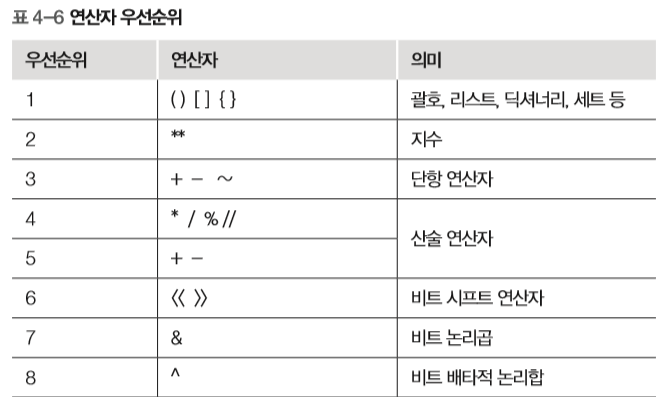 표 4-6 연산자 우선순위
우선순위 연산자 의미
1 ( ) [ ] { } 괄호, 리스트, 딕셔너리, 세트 등
2 ** 지수
3 + - ~ 단항 연산자
4 * / % //
산술 연산자
5 + -
6 << >> 비트 시프트 연산자
7 & 비트 논리곱
8 ^ 비트 배타적 논리합